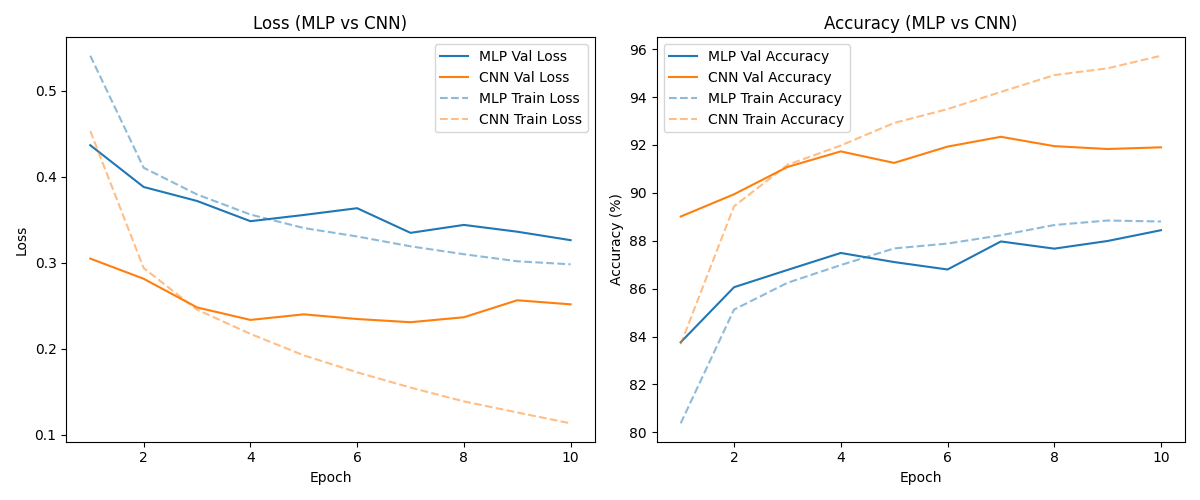 Loss (MLP vs CNN)
Loss
0.5
0.4
0.3
0.2
0.1
MLP Val Loss
CNN Val Loss
MLP Train Loss
CNN Train Loss
2 4 6 8 10
Epoch
Accuracy (MLP vs CNN)
Accuracy (%)
96
94
92
90
88
86
84
82
80
MLP Val Accuracy
CNN Val Accuracy
MLP Train Accuracy
CNN Train Accuracy
2 4 6 8 10
Epoch